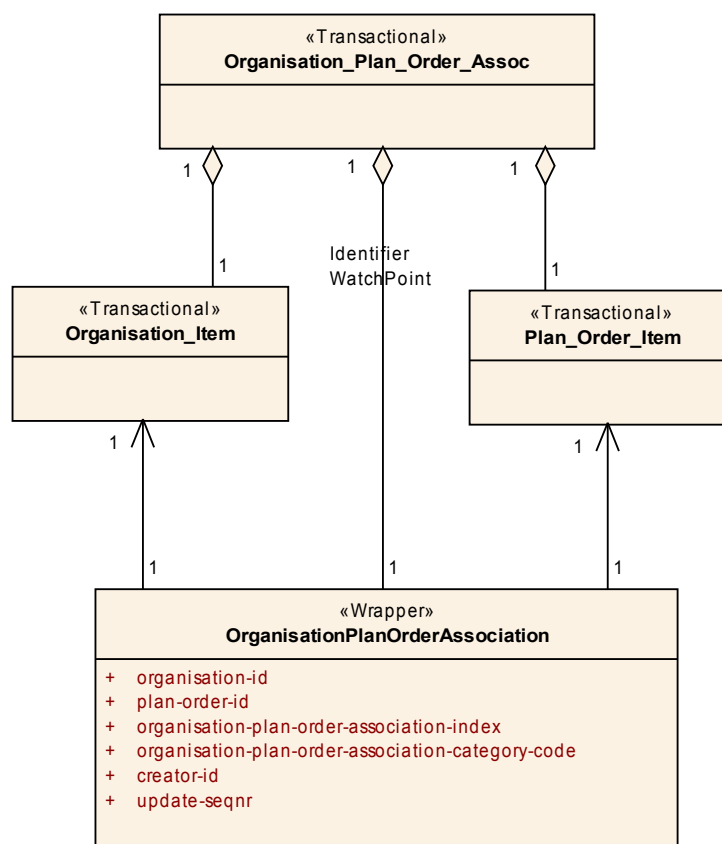 «Transactional»
Organisation_Plan_Order_Assoc
1
1
1
Identifier
WatchPoint
1
1
«Transactional»
Organisation_Item
«Transactional»
Plan_Order_Item
1
1
1
1
1
«Wrapper»
OrganisationPlanOrderAssociation
+ organisation-id
+ plan-order-id
+ organisation-plan-order-association-index
+ organisation-plan-order-association-category-code
+ creator-id
+ update-seqnr